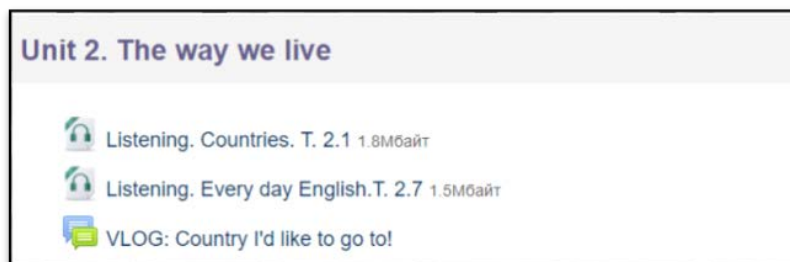 Unit 2. The way we live
Listening. Countries. T. 2.1 1.8Мбайт
Listening. Every day English.T. 2.7 1.5Мбайт
VLOG: Country I'd like to go to!